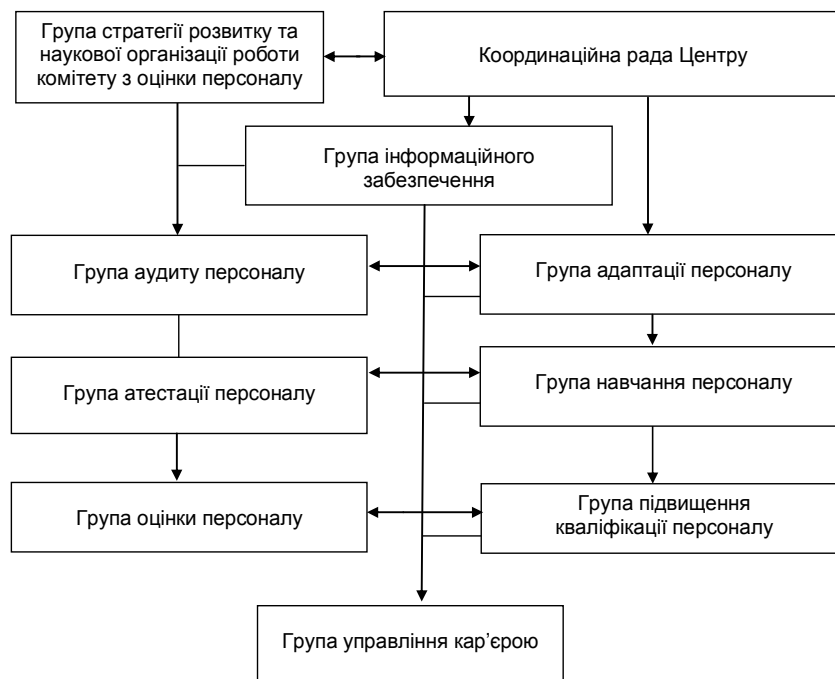 Група стратегії розвитку та
наукової організації роботи
комітету з оцінки персоналу
Координаційна рада Центру
Група інформаційного
забезпечення
Група аудиту персоналу
Група адаптації персоналу
Група атестації персоналу
Група навчання персоналу
Група оцінки персоналу
Група підвищення
кваліфікації персоналу
Група управління кар’єрою